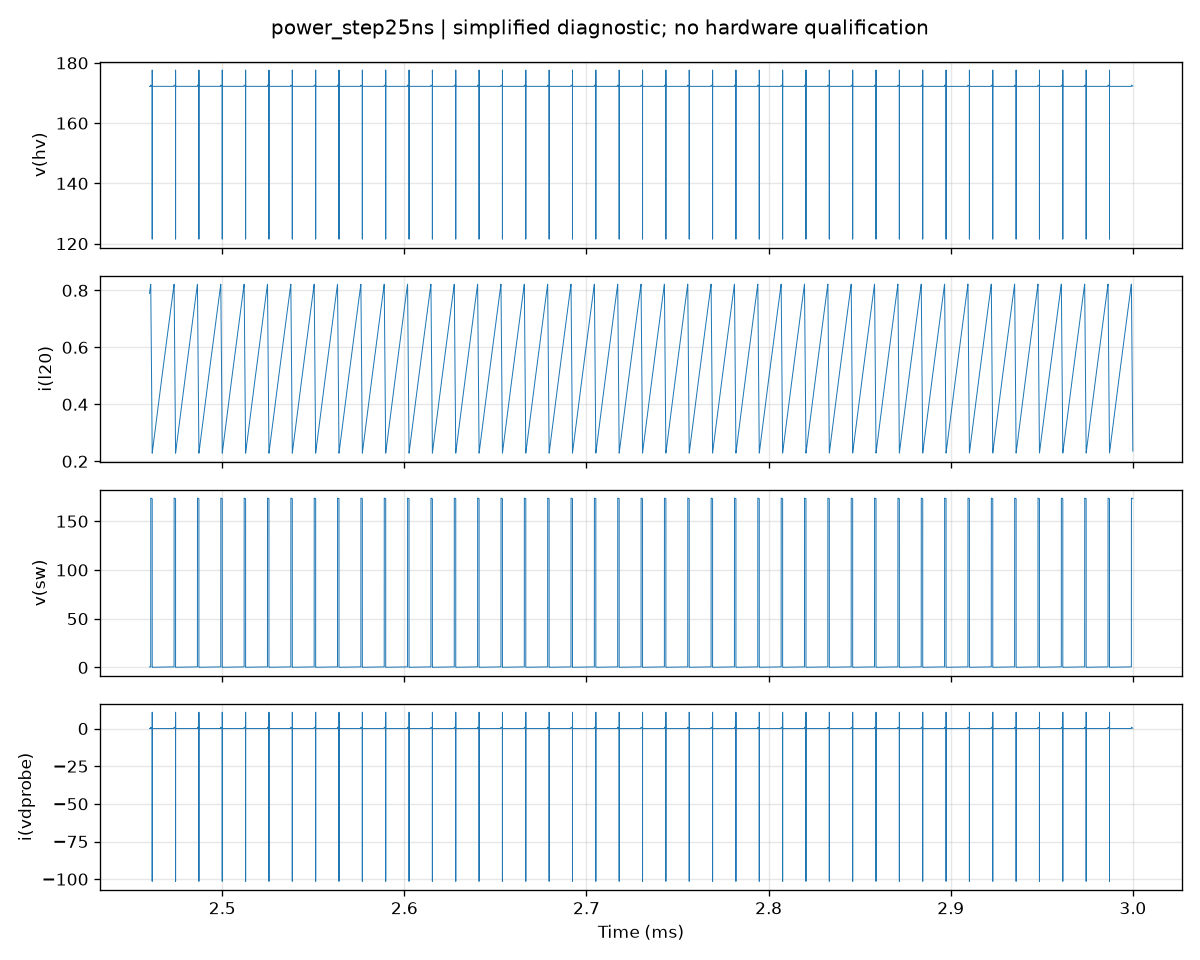 power_step25ns | simplified diagnostic; no hardware qualification
180
160
140
120
v(hv)
0.8
0.6
0.4
0.2
i(l20)
150
100
50
0
v(sw)
0
−25
−50
−75
−100
i(vdprobe)
2.5 2.6 2.7 2.8 2.9 3.0
Time (ms)